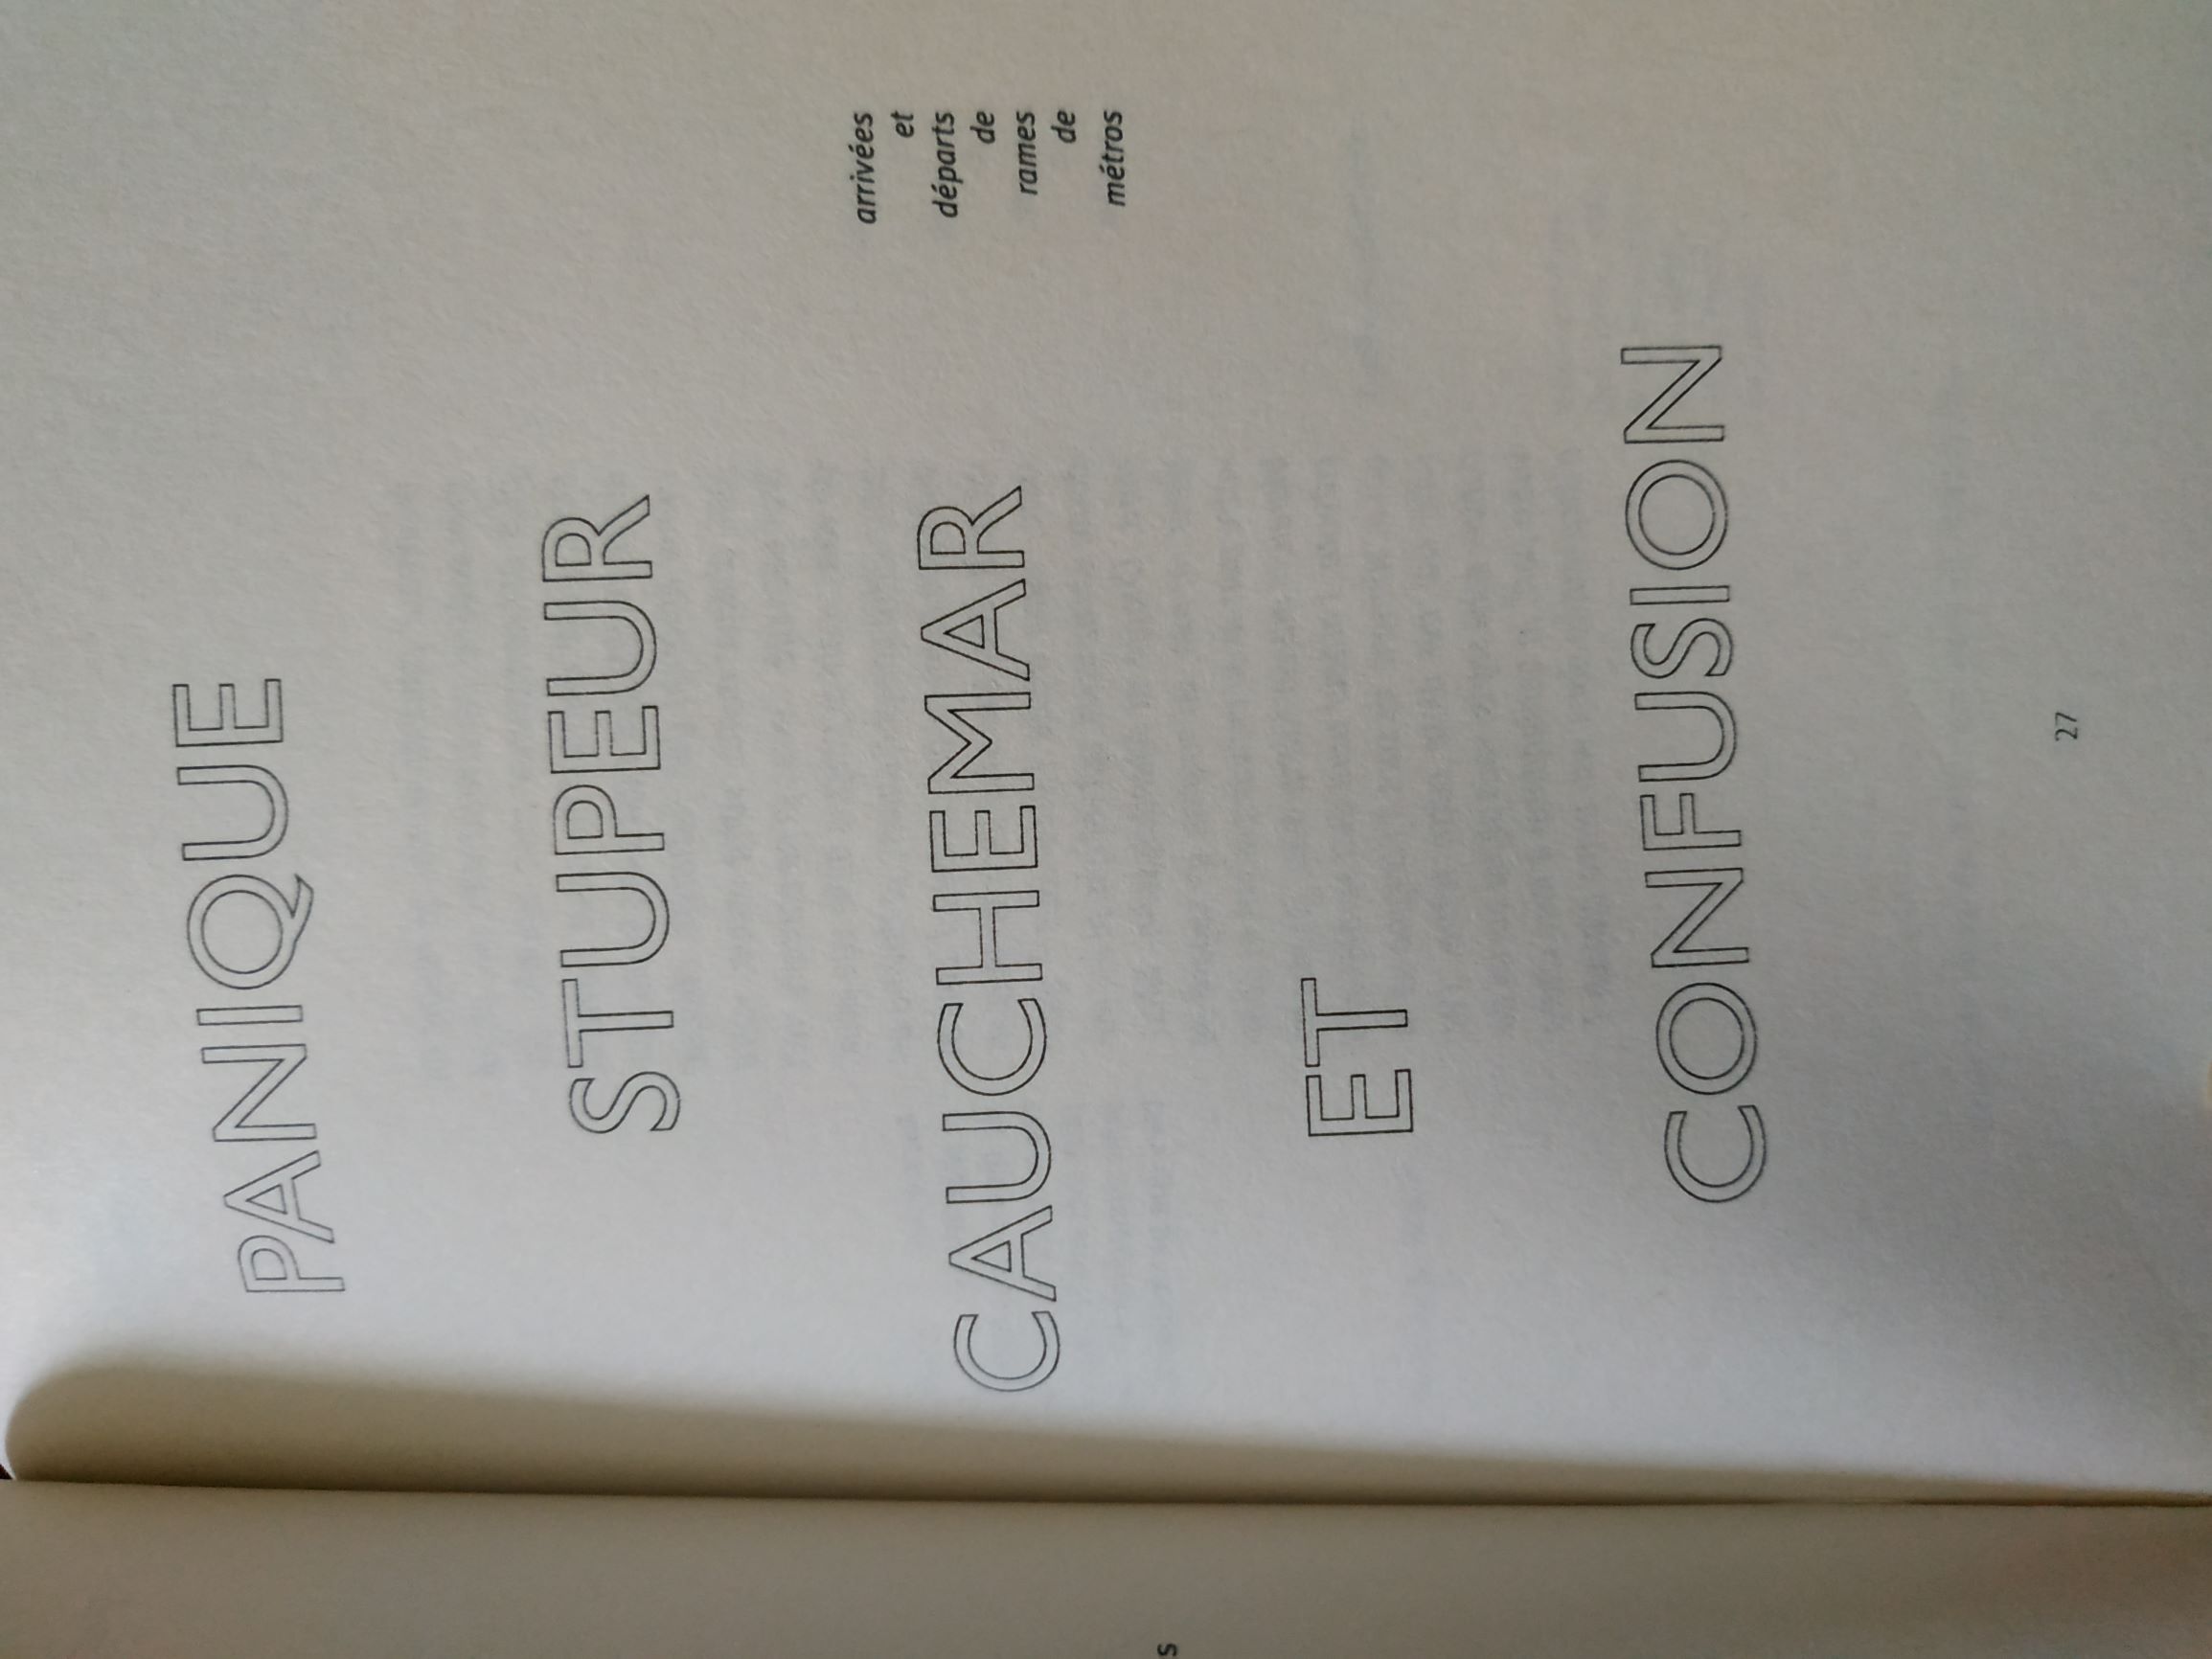 PANIQUE
STUPEUR
CAUCHEMAR
ET
CONFUSION
arrivées
et
départs
de
rames
de
métros
27
s